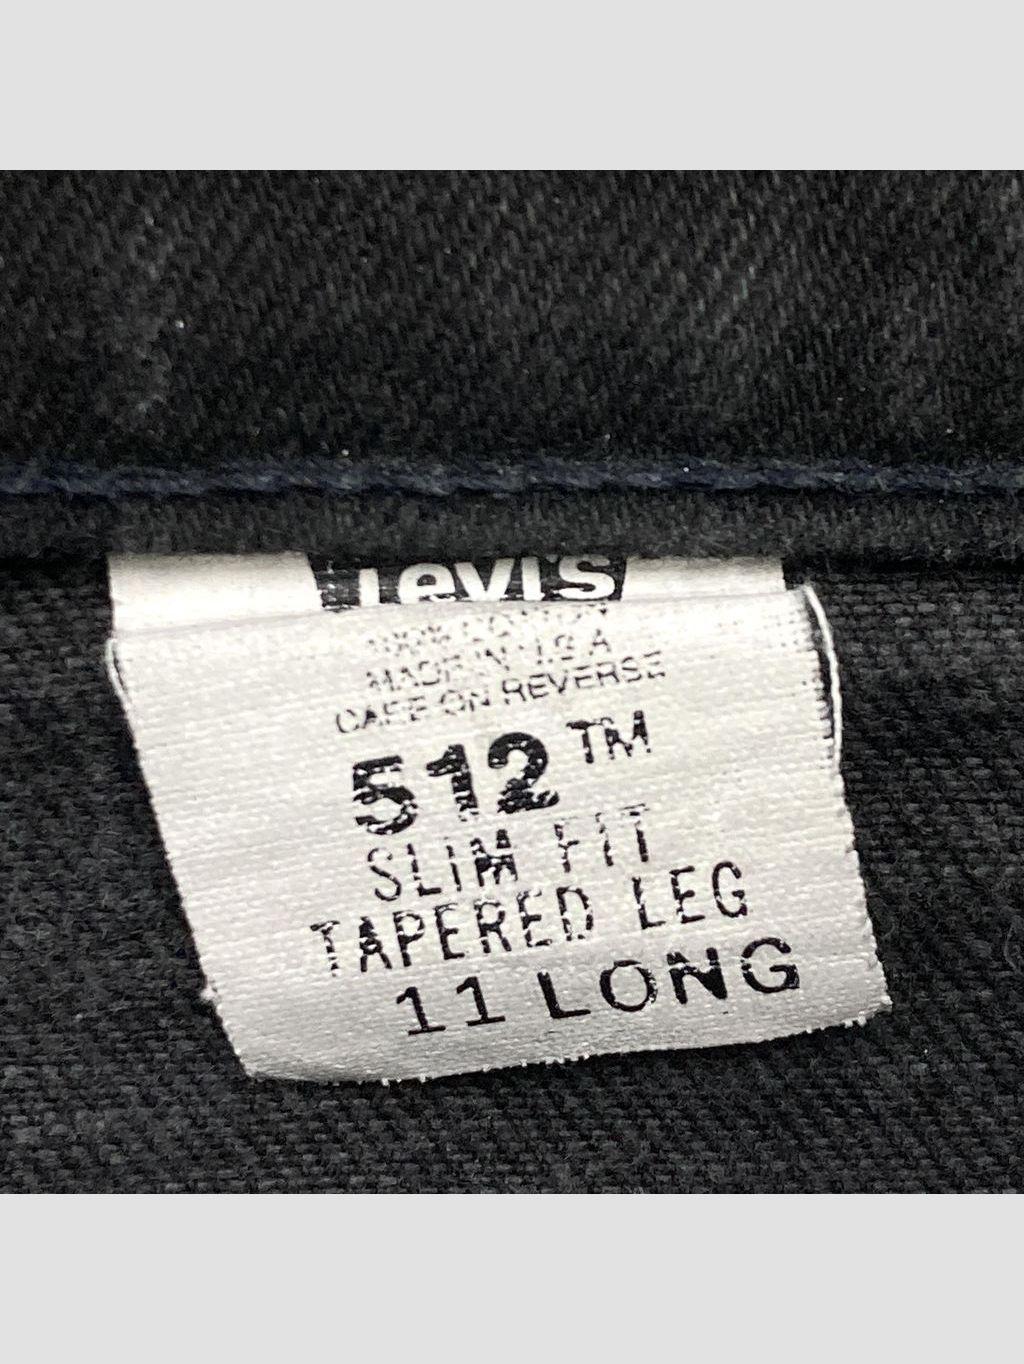 Levi's
100% COTTON
MADE IN U.S.A
CARE ON REVERSE
512™
SLIM FIT
TAPERED LEG
11 LONG